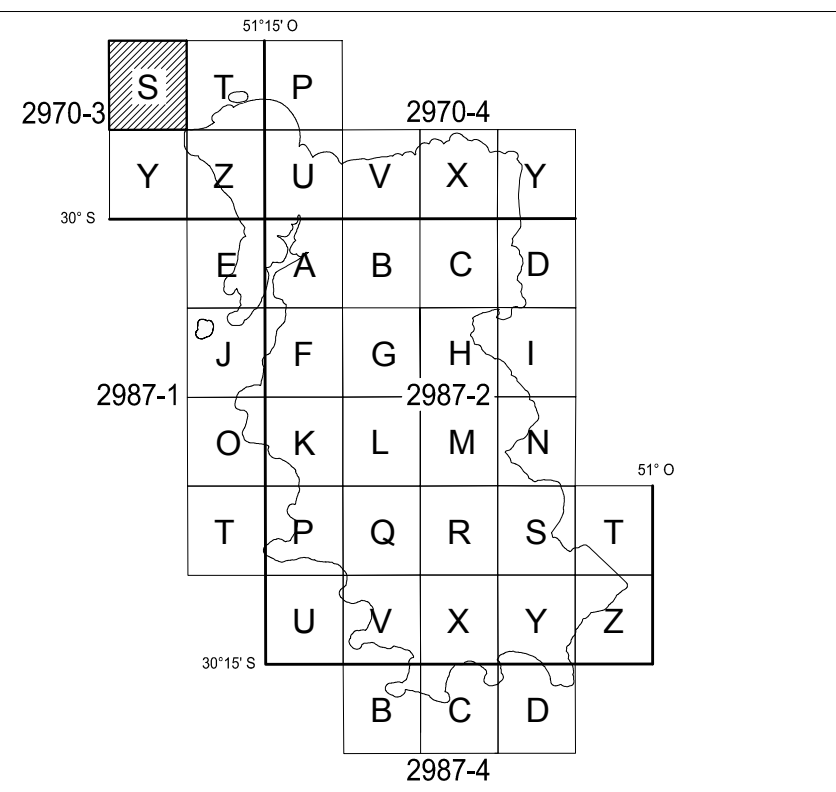 51°15' O
S T P
2970-3 2970-4
Y Z U V X Y
30° S
E A B C D
J F G H I
2987-1 2987-2
O K L M N
51° O
T P Q R S T
U V X Y Z
30°15' S
B C D
2987-4